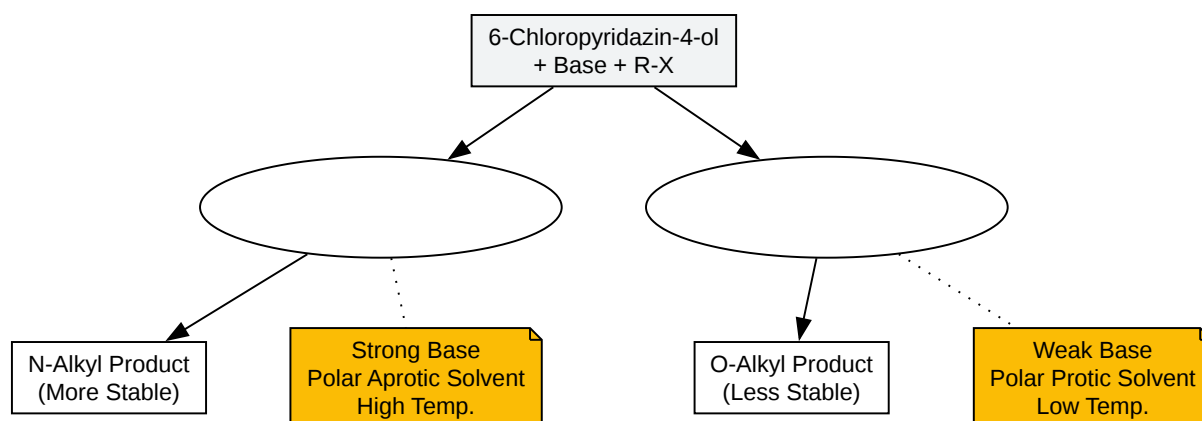 6-Chloropyridazin-4-ol
+ Base + R-X
N-Alkyl Product
(More Stable)
Strong Base
Polar Aprotic Solvent
High Temp.
O-Alkyl Product
(Less Stable)
Weak Base
Polar Protic Solvent
Low Temp.